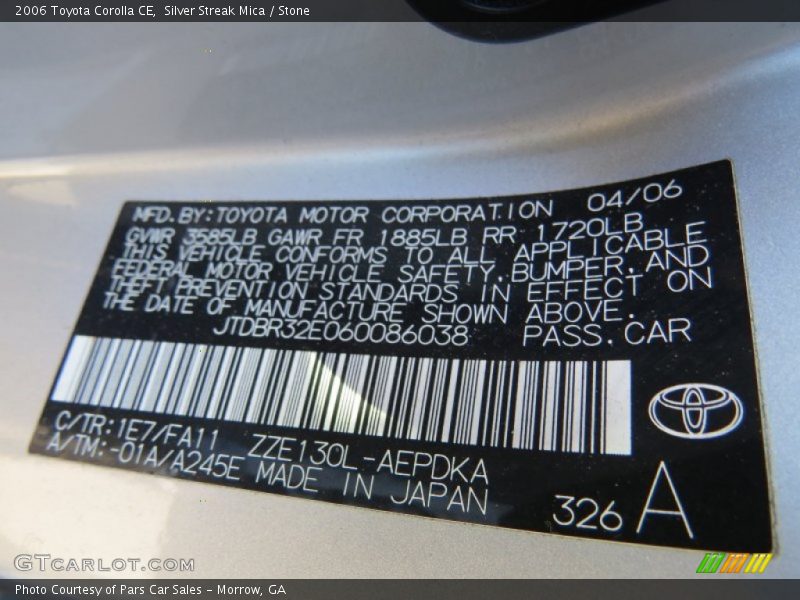 2006 Toyota Corolla CE,  Silver Streak Mica / Stone
MFD.BY:TOYOTA MOTOR CORPORATION 04/06
GVWR 3585LB GAWR FR 1885LB RR 1720LB
THIS VEHICLE CONFORMS TO ALL APPLICABLE
FEDERAL MOTOR VEHICLE SAFETY,BUMPER,AND
THEFT PREVENTION STANDARDS IN EFFECT ON
THE DATE OF MANUFACTURE SHOWN ABOVE.
JTDBR32E060086038 PASS.CAR
C/TR:1E7/FA11 ZZE130L-AEPDKA
A/TM:-01A/A245E MADE IN JAPAN
326 A
GTCARLOT.COM
Photo Courtesy of Pars Car Sales - Morrow, GA